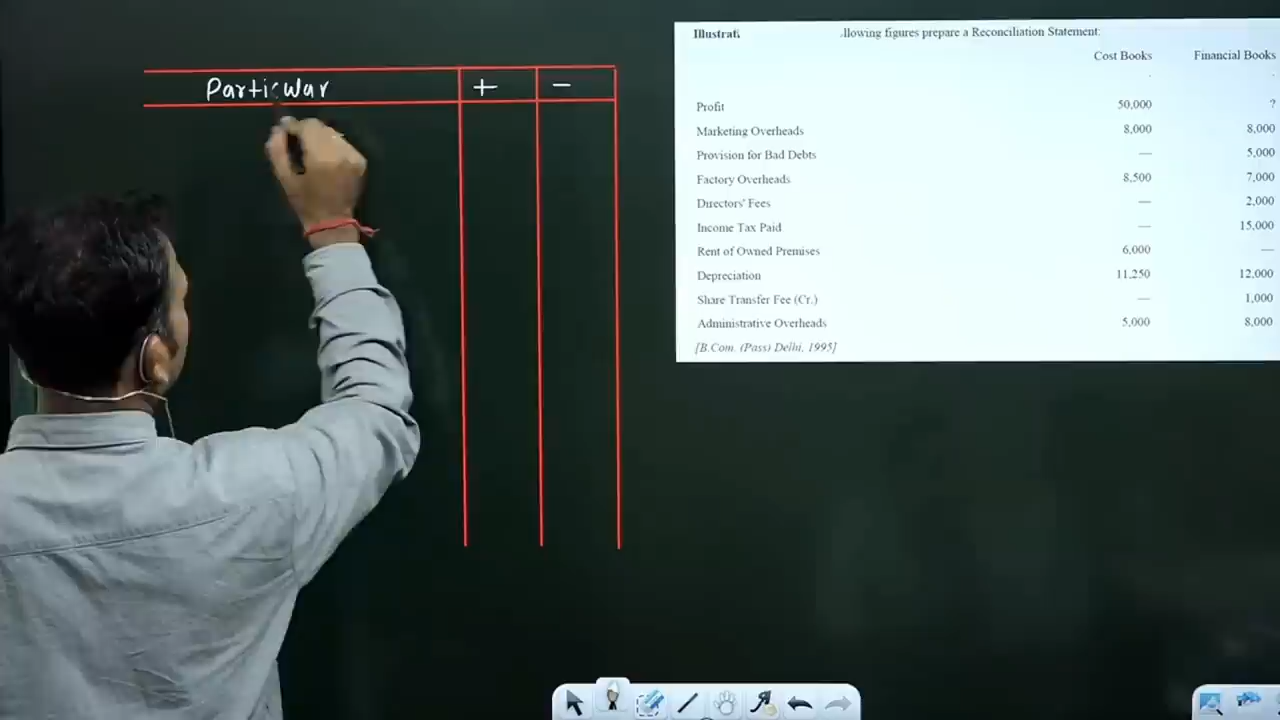 Particular + -
Illustrat
llowing figures prepare a Reconciliation Statement:
Cost Books Financial Books
Profit 50,000 ?
Marketing Overheads 8,000 8,000
Provision for Bad Debts — 5,000
Factory Overheads 8,500 7,000
Directors' Fees — 2,000
Income Tax Paid — 15,000
Rent of Owned Premises 6,000 —
Depreciation 11,250 12,000
Share Transfer Fee (Cr.) — 1,000
Administrative Overheads 5,000 8,000
[B.Com. (Pass) Delhi, 1995]